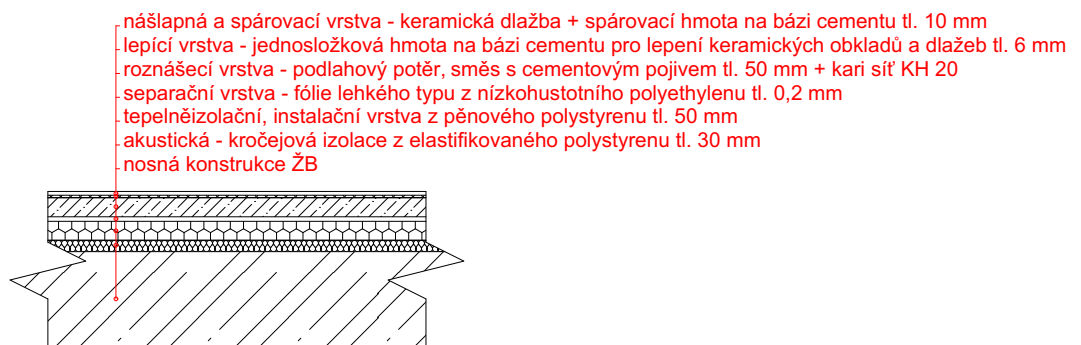 nášlapná a spárovací vrstva - keramická dlažba + spárovací hmota na bázi cementu tl. 10 mm
lepící vrstva - jednosložková hmota na bázi cementu pro lepení keramických obkladů a dlažeb tl. 6 mm
roznášecí vrstva - podlahový potěr, směs s cementovým pojivem tl. 50 mm + kari síť KH 20
separační vrstva - fólie lehkého typu z nízkohustotního polyethylenu tl. 0,2 mm
tepelněizolační, instalační vrstva z pěnového polystyrenu tl. 50 mm
akustická - kročejová izolace z elastifikovaného polystyrenu tl. 30 mm
nosná konstrukce ŽB